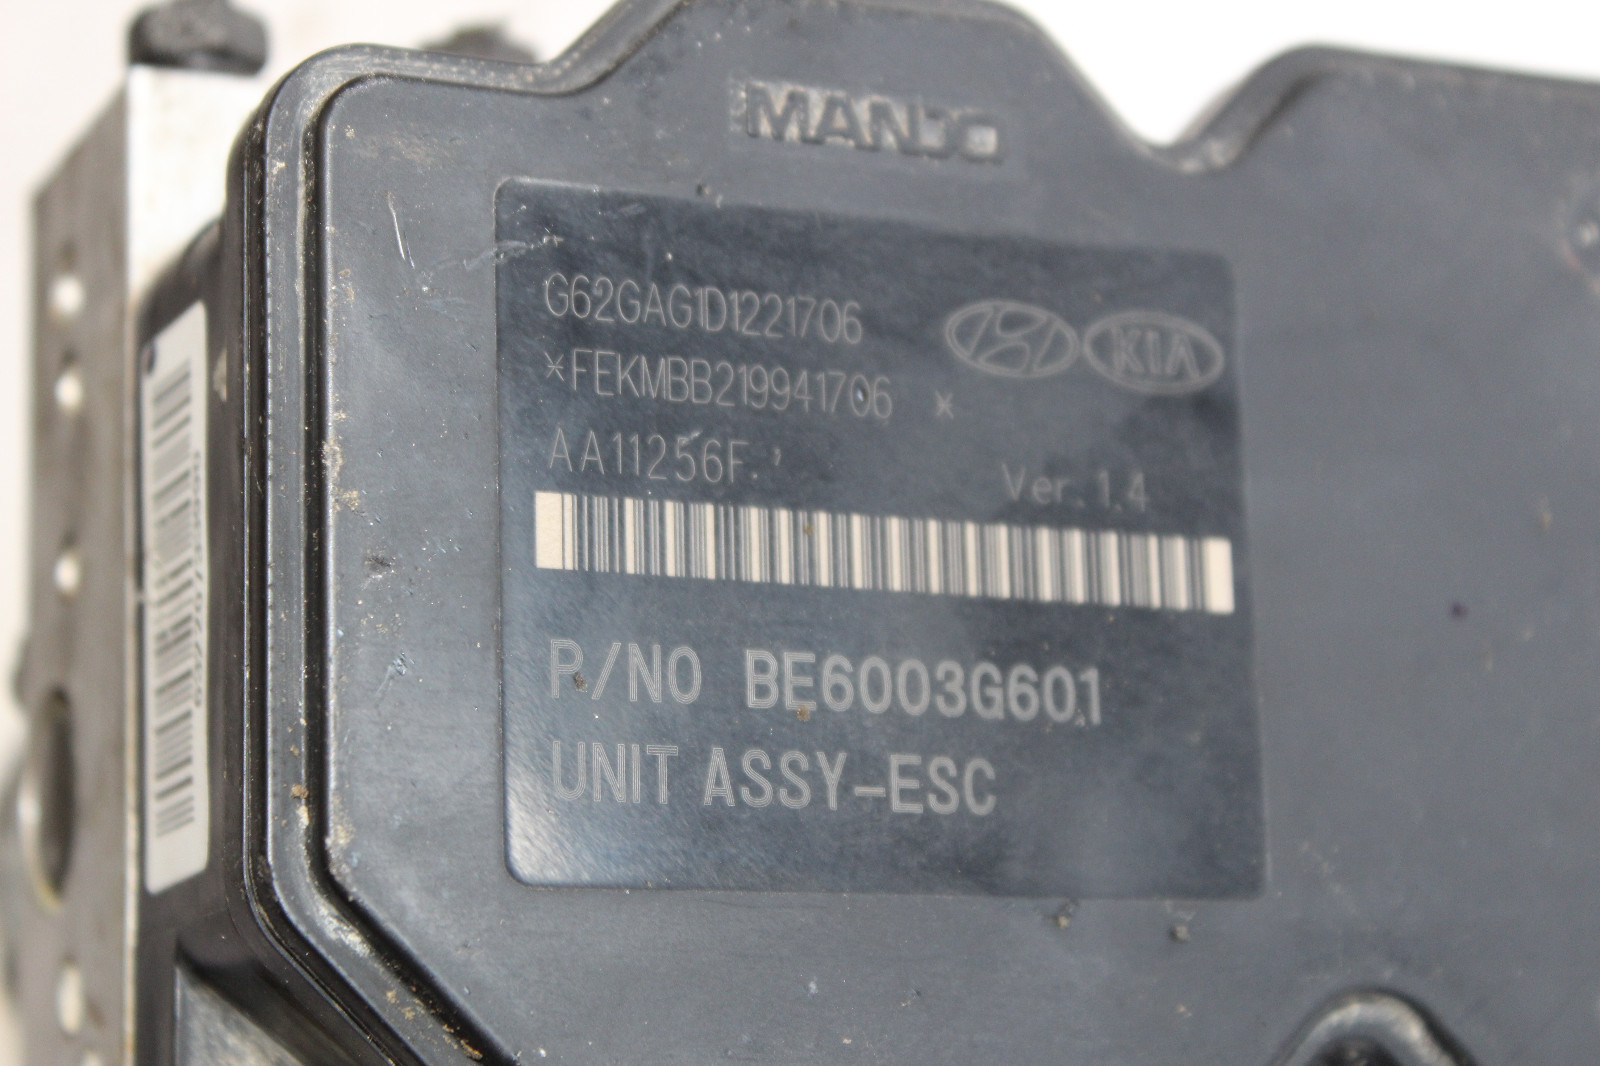 MANDO
G62GAG1D1221706
*FEKMBB219941706 *
KIA
AA11256F
Ver.1.4
P/NO BE6003G601
UNIT ASSY-ESC